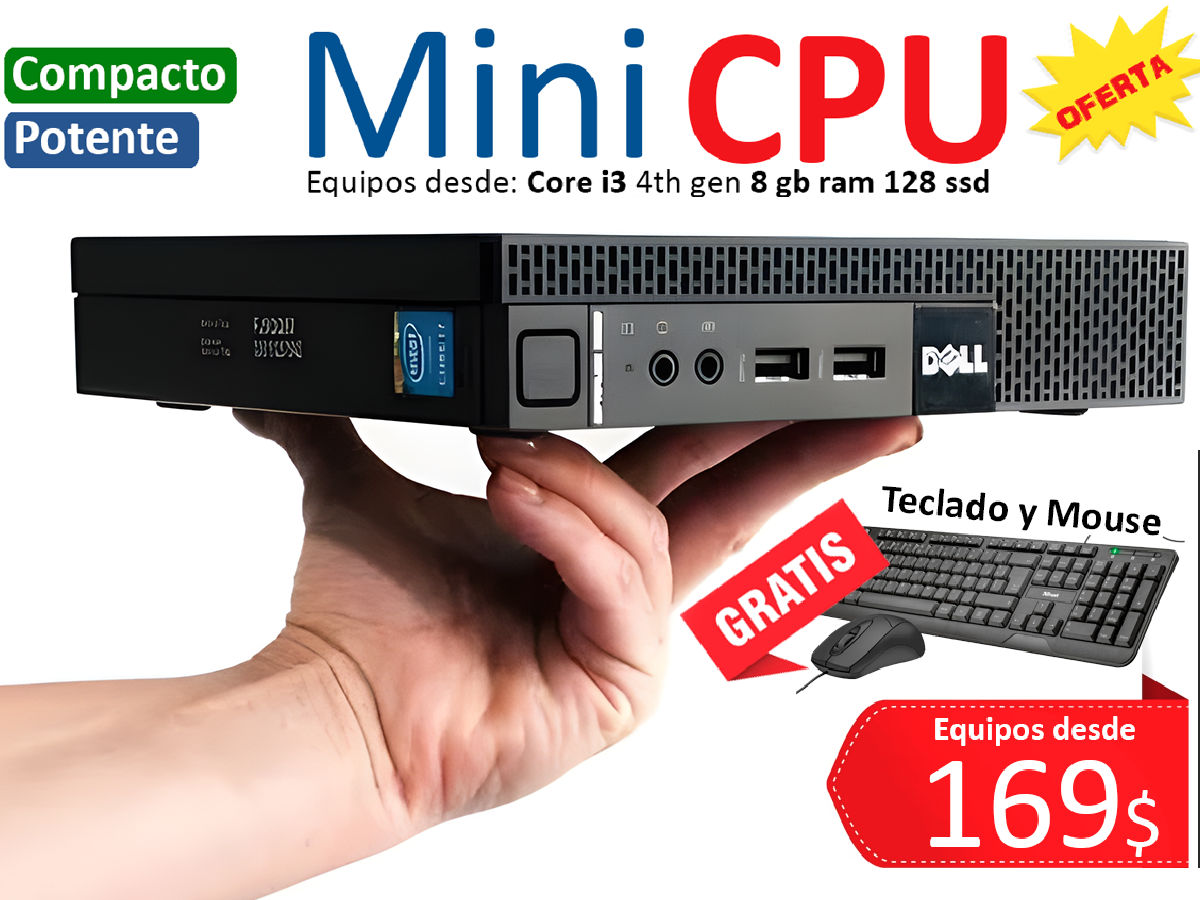 Compacto
Potente
Mini CPU
OFERTA
Equipos desde: Core i3 4th gen 8 gb ram 128 ssd
DELL
Teclado y Mouse
GRATIS
Trust
Equipos desde
169$